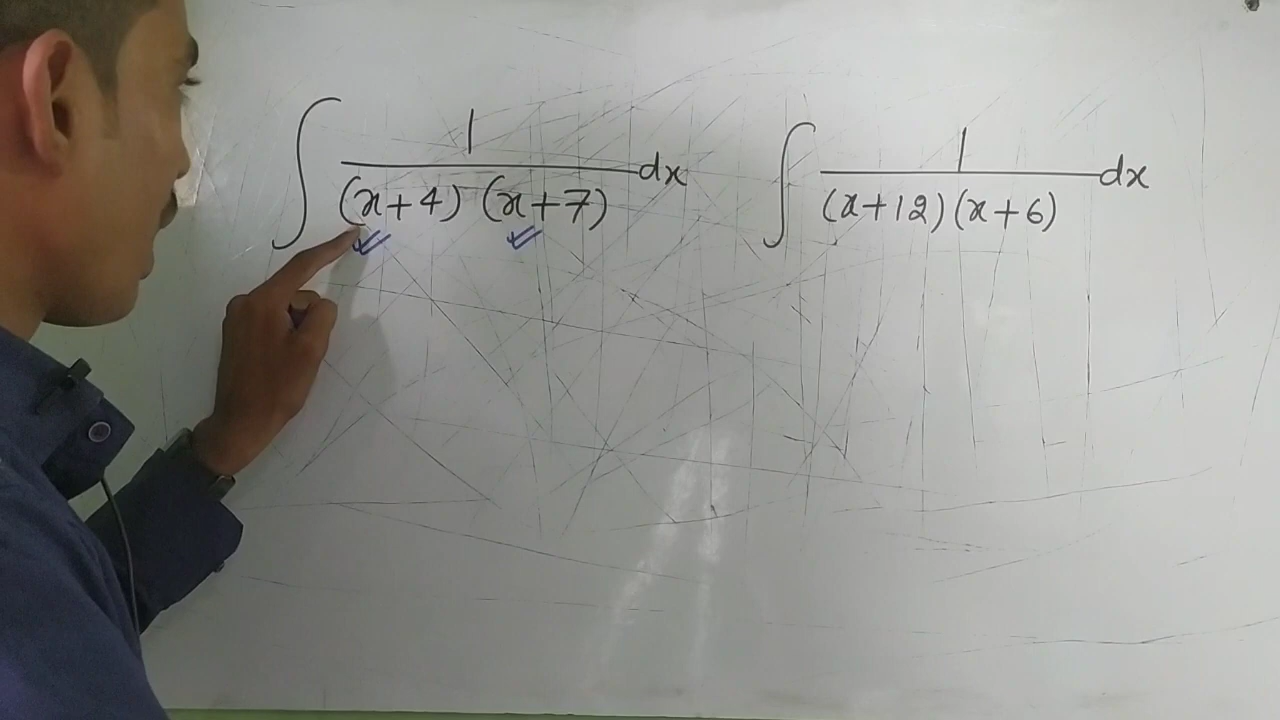 ∫ 1/((x+4) (x+7)) dx
∫ 1/((x+12)(x+6)) dx